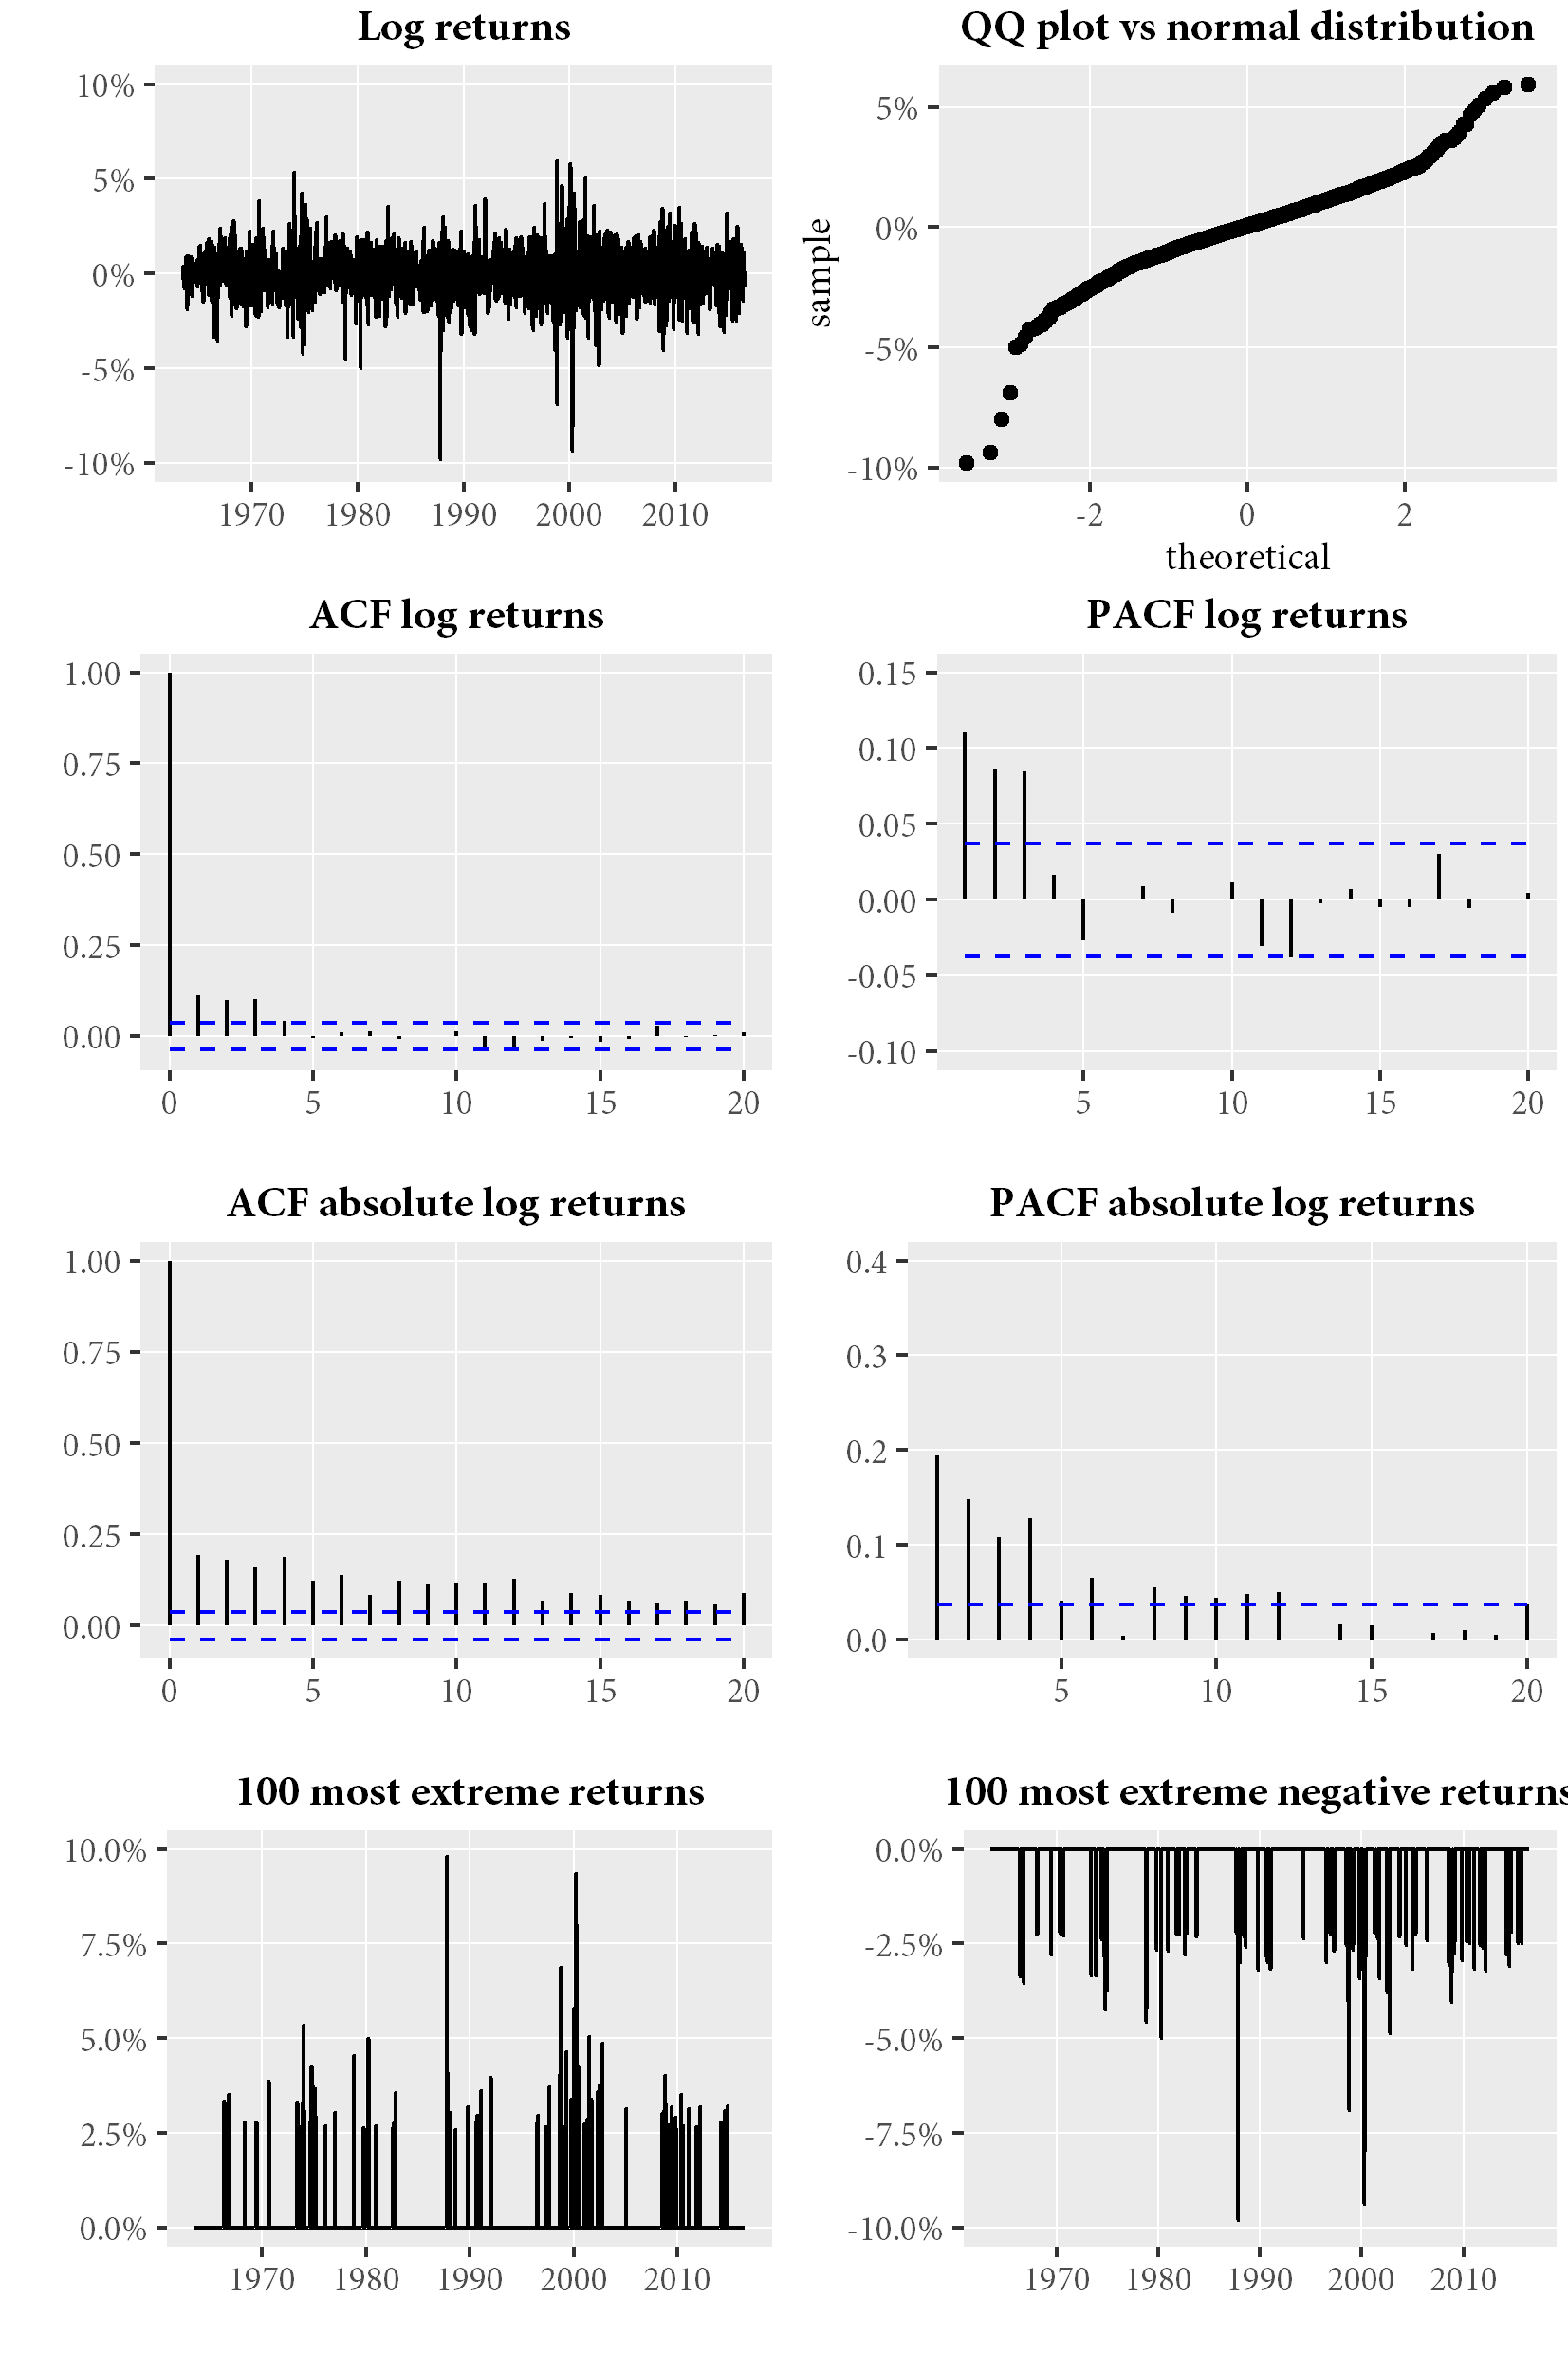 Log returns
10%
5%
0%
-5%
-10%
1970 1980 1990 2000 2010
QQ plot vs normal distribution
sample
5%
0%
-5%
-10%
-2 0 2
theoretical
ACF log returns
1.00
0.75
0.50
0.25
0.00
0 5 10 15 20
PACF log returns
0.15
0.10
0.05
0.00
-0.05
-0.10
5 10 15 20
ACF absolute log returns
1.00
0.75
0.50
0.25
0.00
0 5 10 15 20
PACF absolute log returns
0.4
0.3
0.2
0.1
0.0
5 10 15 20
100 most extreme returns
10.0%
7.5%
5.0%
2.5%
0.0%
1970 1980 1990 2000 2010
100 most extreme negative returns
0.0%
-2.5%
-5.0%
-7.5%
-10.0%
1970 1980 1990 2000 2010